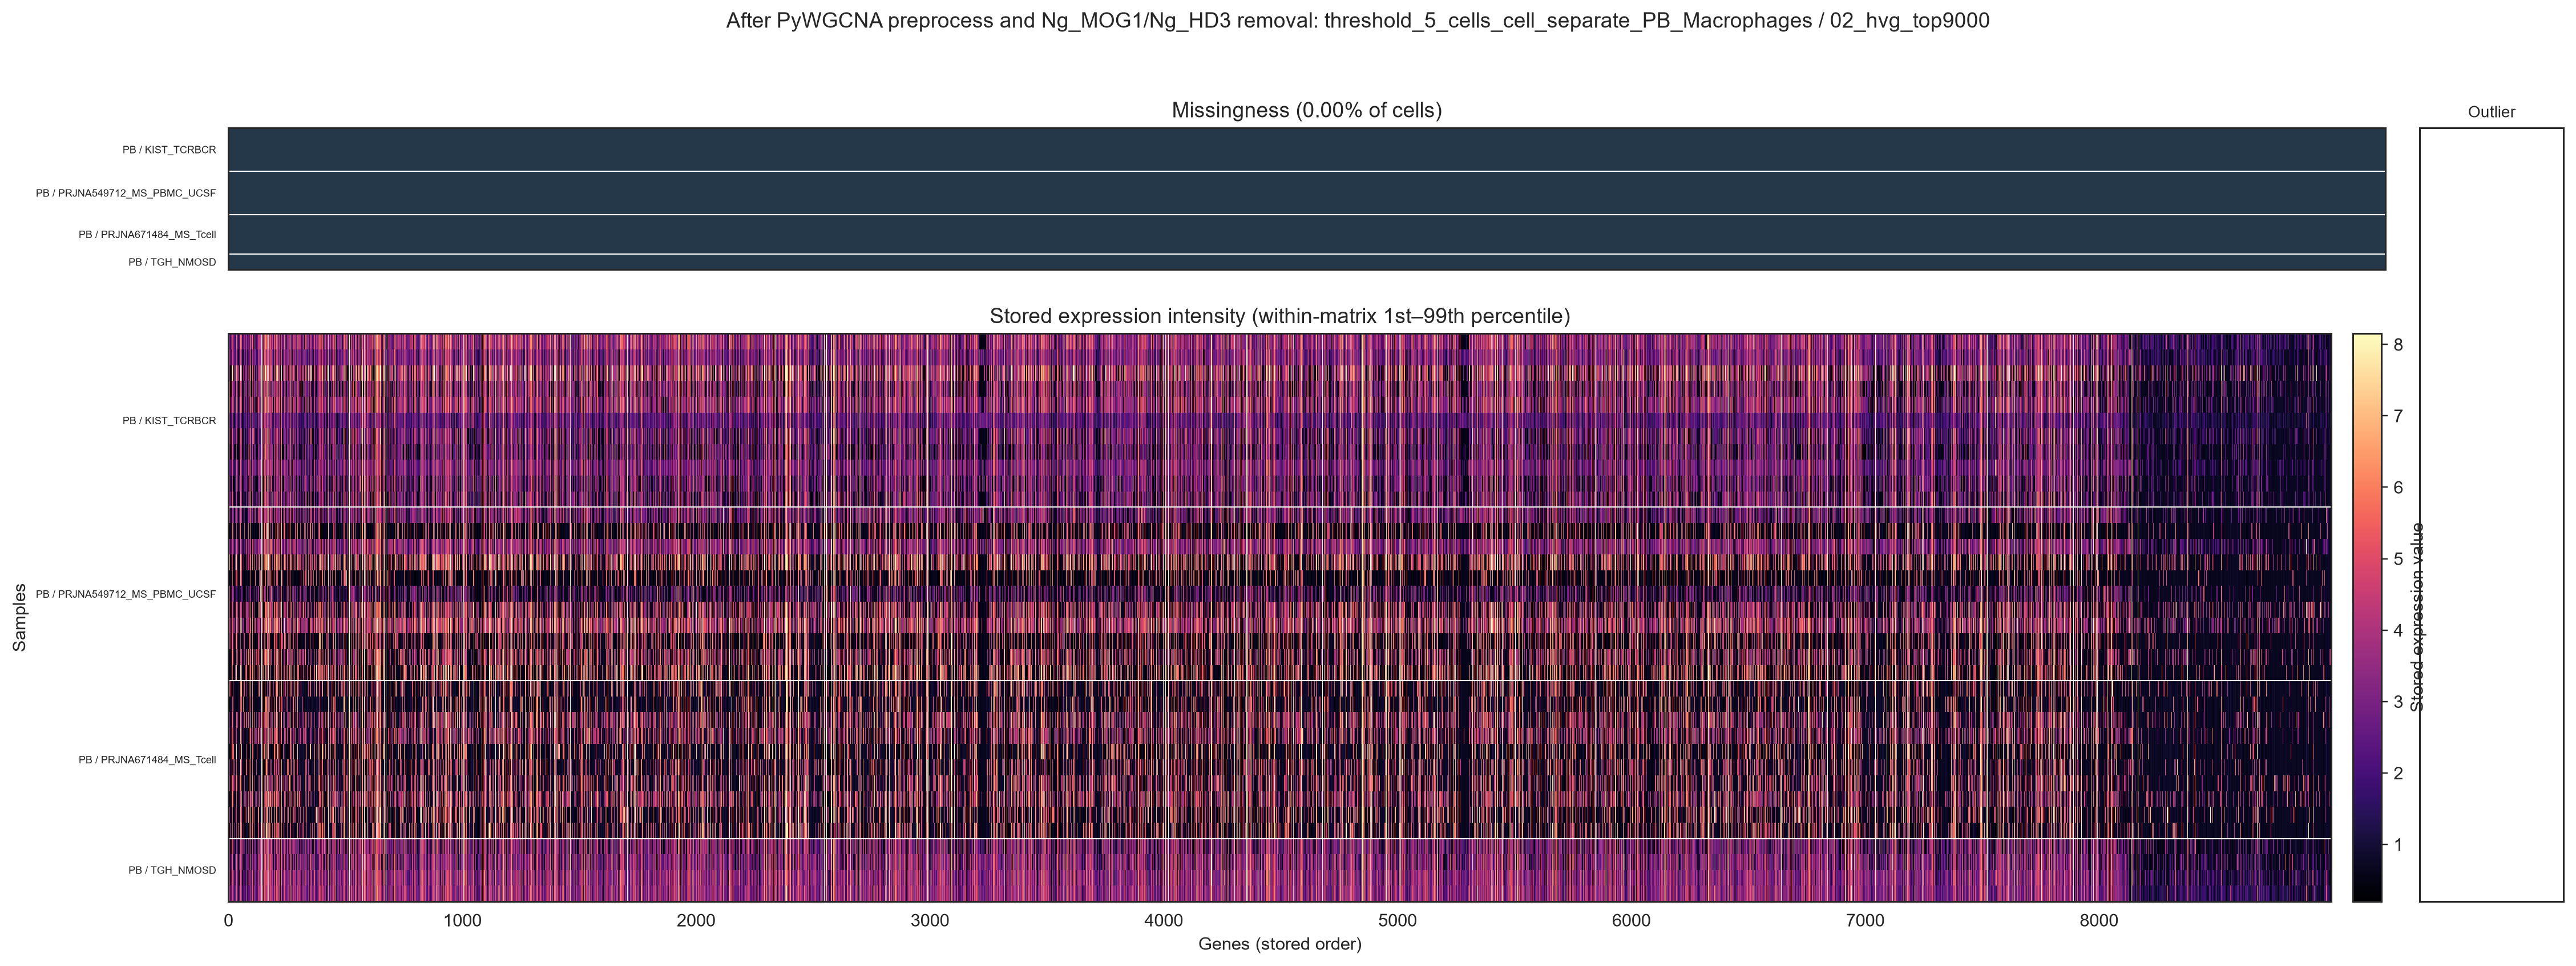 After PyWGCNA preprocess and Ng_MOG1/Ng_HD3 removal: threshold_5_cells_cell_separate_PB_Macrophages / 02_hvg_top9000
Missingness (0.00% of cells)
Outlier
PB / KIST_TCRBCR
PB / PRJNA549712_MS_PBMC_UCSF
PB / PRJNA671484_MS_Tcell
PB / TGH_NMOSD
Stored expression intensity (within-matrix 1st–99th percentile)
Samples
PB / KIST_TCRBCR
PB / PRJNA549712_MS_PBMC_UCSF
PB / PRJNA671484_MS_Tcell
PB / TGH_NMOSD
8
7
6
5
4
3
2
1
Stored expression value
0 1000 2000 3000 4000 5000 6000 7000 8000
Genes (stored order)